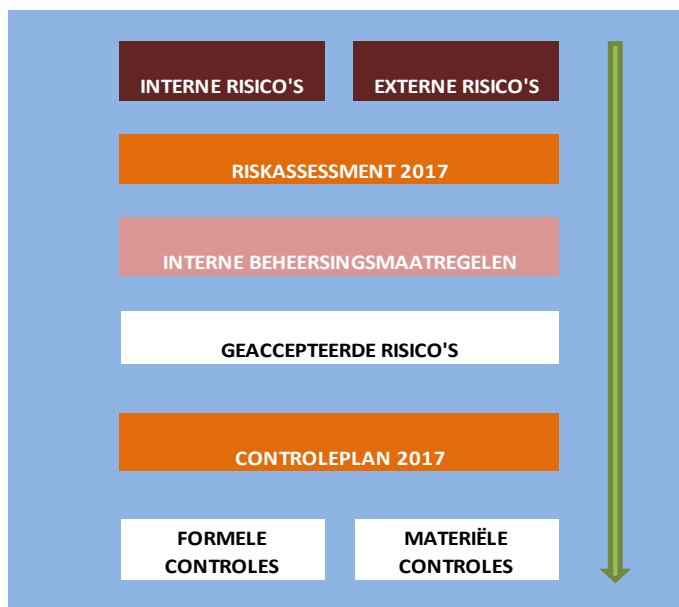 INTERNE RISICO'S
EXTERNE RISICO'S
RISKASSESSMENT 2017
INTERNE BEHEERSINGSMAATREGELEN
GEACCEPTEERDE RISICO'S
CONTROLEPLAN 2017
FORMELE
CONTROLES
MATERIËLE
CONTROLES